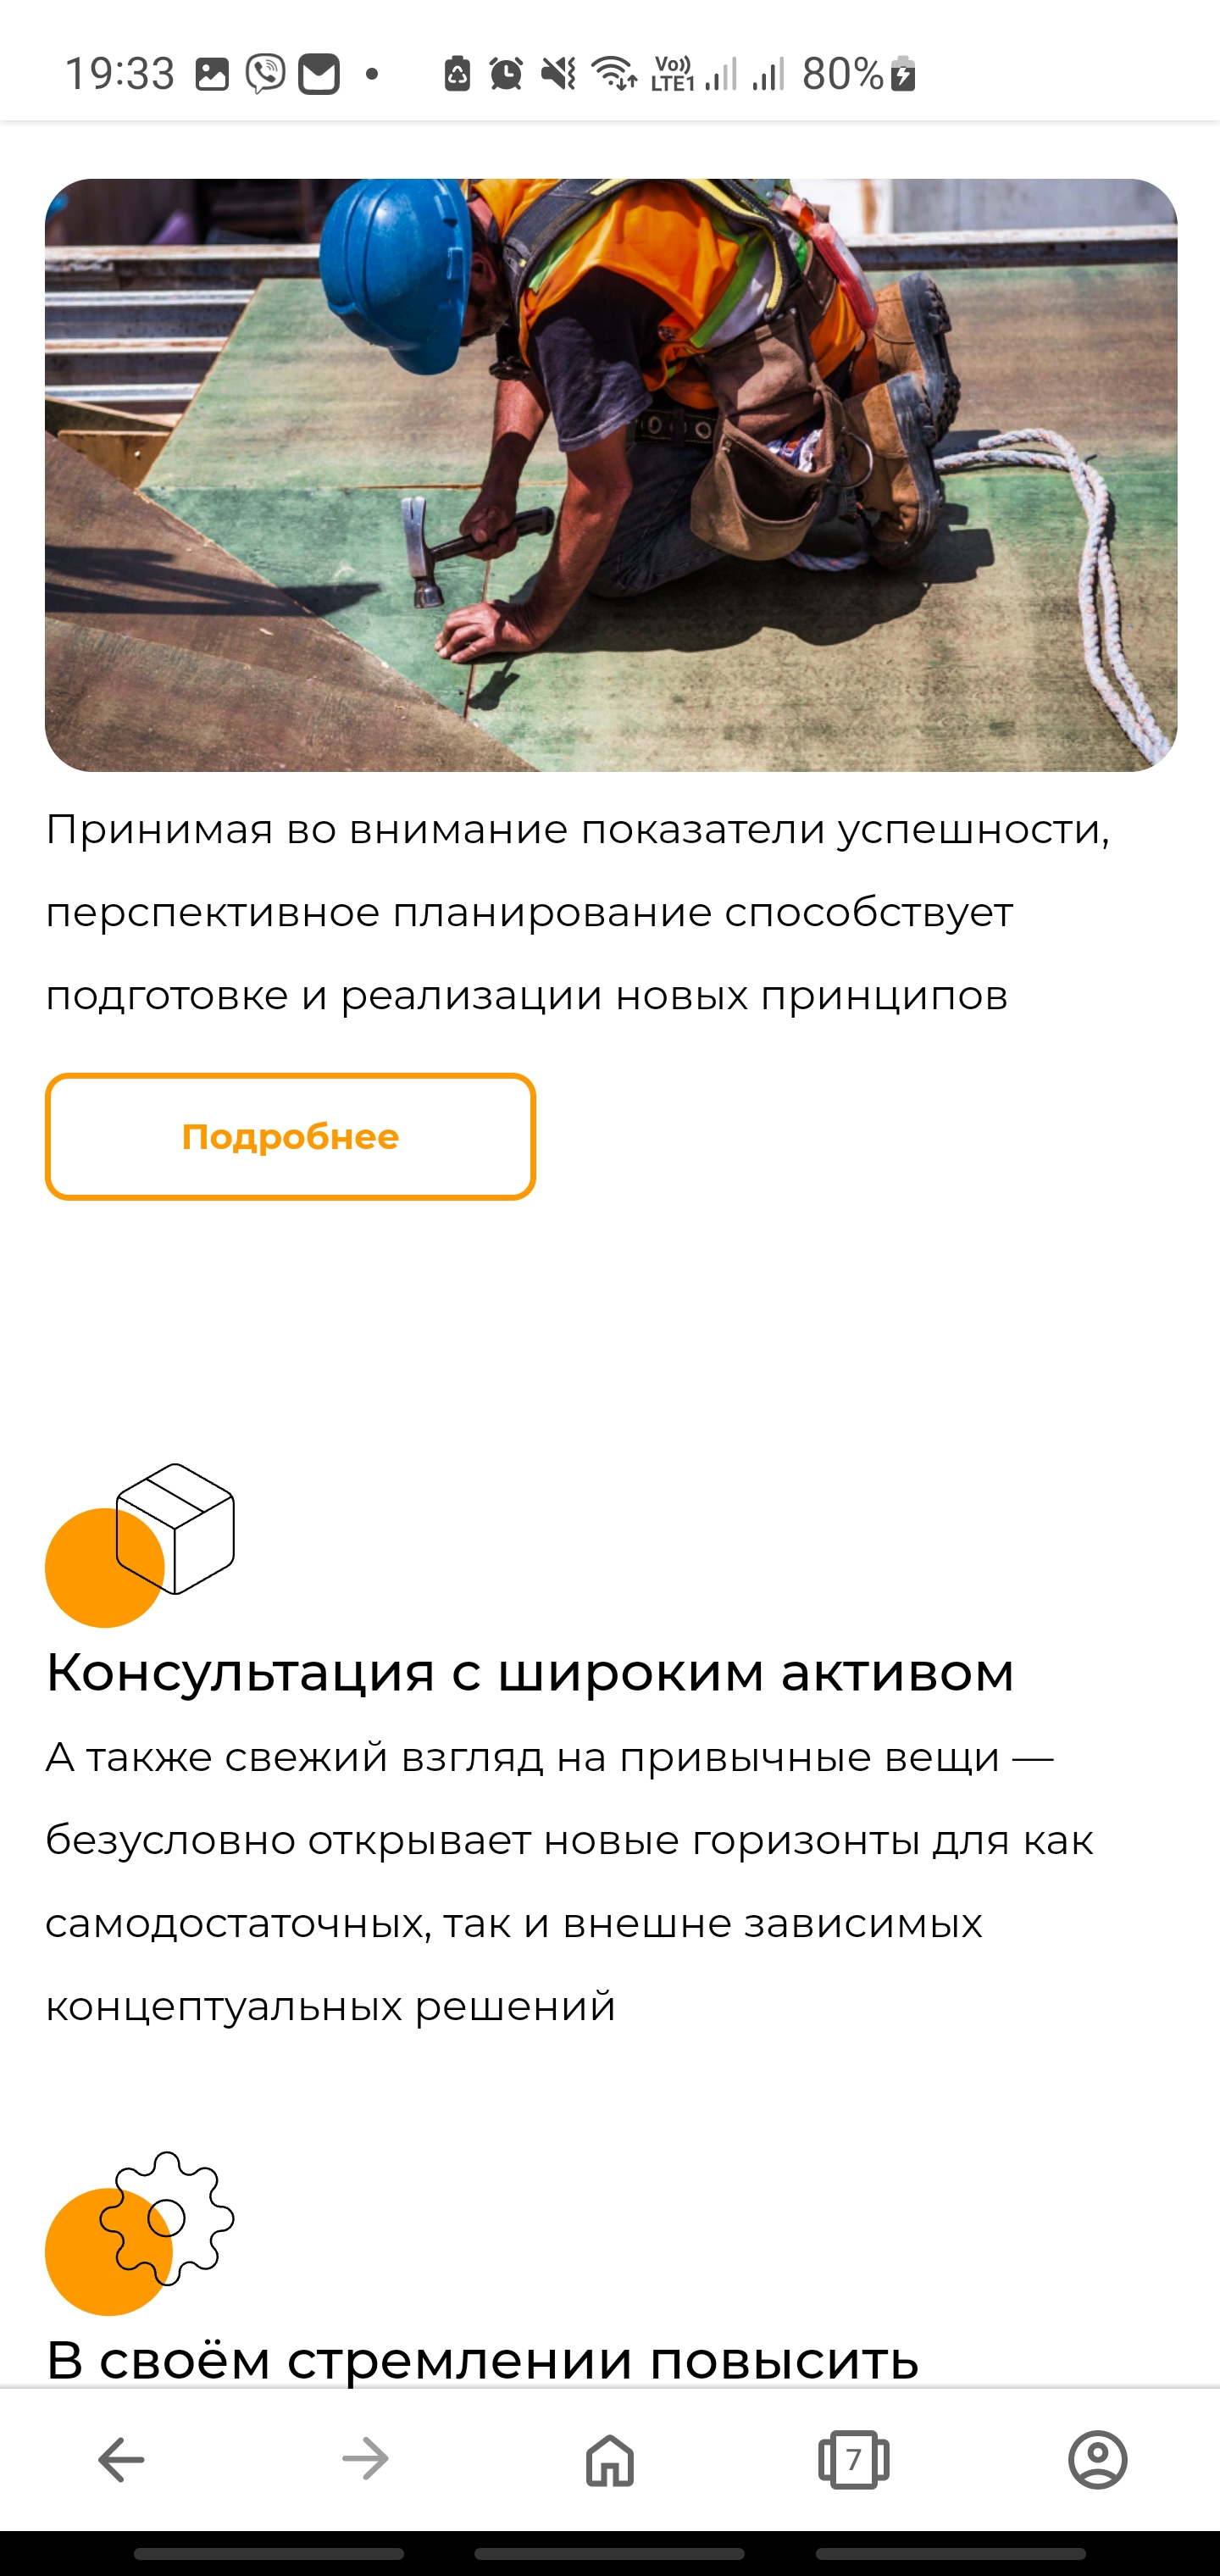 19:33 Vo)) LTE1 80%
Принимая во внимание показатели успешности,
перспективное планирование способствует
подготовке и реализации новых принципов
Подробнее
Консультация с широким активом
А также свежий взгляд на привычные вещи —
безусловно открывает новые горизонты для как
самодостаточных, так и внешне зависимых
концептуальных решений
В своём стремлении повысить
7